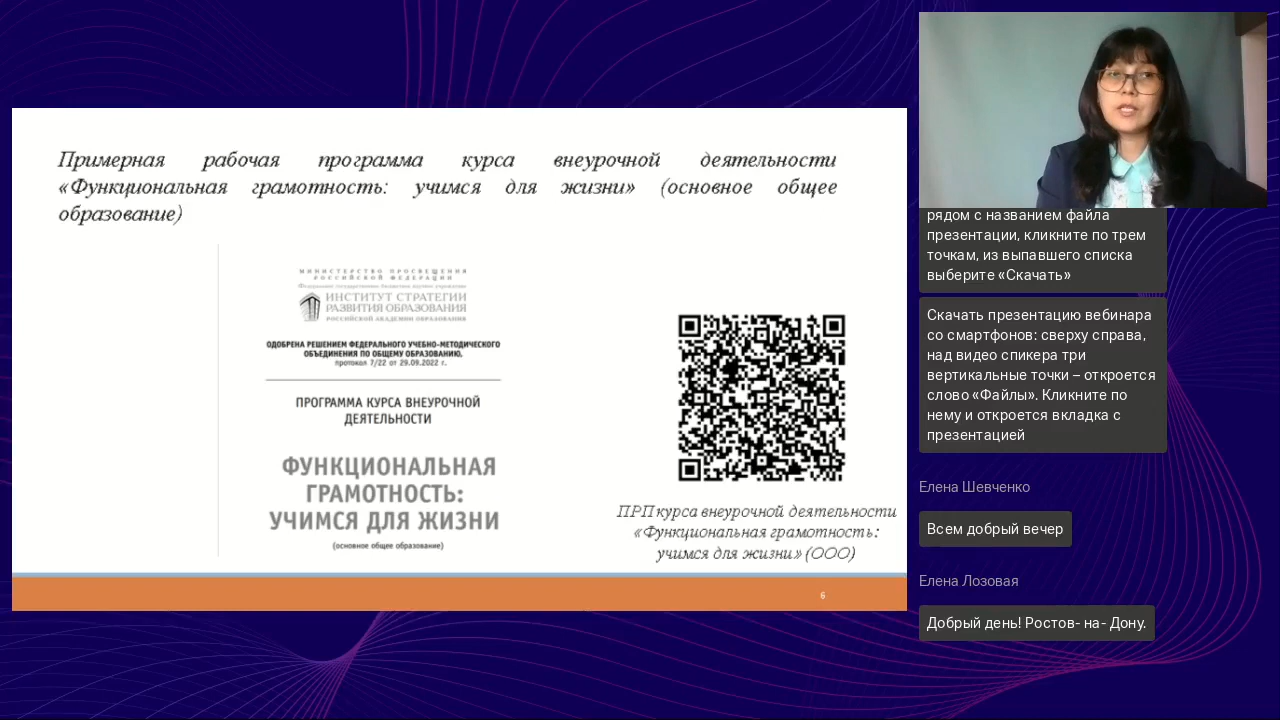 Примерная рабочая программа курса внеурочной деятельности
«Функциональная грамотность: учимся для жизни» (основное общее
образование)
МИНИСТЕРСТВО ПРОСВЕЩЕНИЯ
РОССИЙСКОЙ ФЕДЕРАЦИИ
Федеральное государственное бюджетное научное учреждение
ИНСТИТУТ СТРАТЕГИИ
РАЗВИТИЯ ОБРАЗОВАНИЯ
РОССИЙСКОЙ АКАДЕМИИ ОБРАЗОВАНИЯ
ОДОБРЕНА РЕШЕНИЕМ ФЕДЕРАЛЬНОГО УЧЕБНО-МЕТОДИЧЕСКОГО
ОБЪЕДИНЕНИЯ ПО ОБЩЕМУ ОБРАЗОВАНИЮ,
протокол 7/22 от 29.09.2022 г.
ПРОГРАММА КУРСА ВНЕУРОЧНОЙ
ДЕЯТЕЛЬНОСТИ
ФУНКЦИОНАЛЬНАЯ
ГРАМОТНОСТЬ:
УЧИМСЯ ДЛЯ ЖИЗНИ
(основное общее образование)
ПРП курса внеурочной деятельности
«Функциональная грамотность:
учимся для жизни» (ООО)
6
рядом с названием файла
презентации, кликните по трем
точкам, из выпавшего списка
выберите «Скачать»
Скачать презентацию вебинара
со смартфонов: сверху справа,
над видео спикера три
вертикальные точки – откроется
слово «Файлы». Кликните по
нему и откроется вкладка с
презентацией
Елена Шевченко
Всем добрый вечер
Елена Лозовая
Добрый день! Ростов- на- Дону.